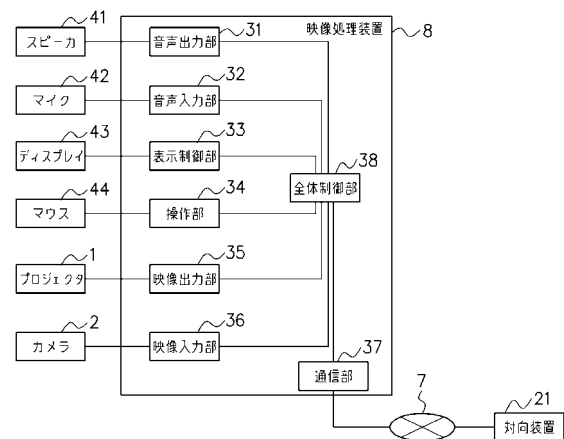 41
スピーカ
音声出力部
31
映像処理装置
8
42
マイク
音声入力部
32
43
ディスプレイ
表示制御部
33
44
マウス
操作部
34
全体制御部
38
1
プロジェクタ
映像出力部
35
2
カメラ
映像入力部
36
通信部
37
7
21
対向装置